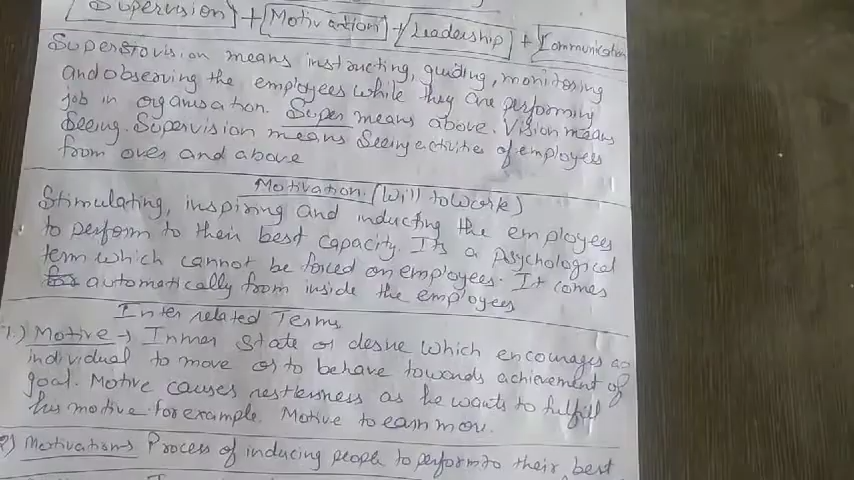 [Supervision] + [Motivation] + [Leadership] + [Communication
Supervision means instructing, guiding, monitoring
and observing the employees while they are performing
job in organisation. Super means above. Vision means
Seeing. Supervision means Seeing activities of employees
from over and above
Motivation (Will to work)
Stimulating, inspiring and inducting the employees
to perform to their best capacity. Its a Psychological
term which cannot be forced on employees. It comes
automatically from inside the employees
Inter related Terms
1.) Motive → Inner State or desire which encourages an
individual to move or to behave towards achievement of
goal. Motive causes restlessness as he wants to fulfill
his motive for example. Motive to earn more.
2) Motivation → Process of inducing people to perform to their best